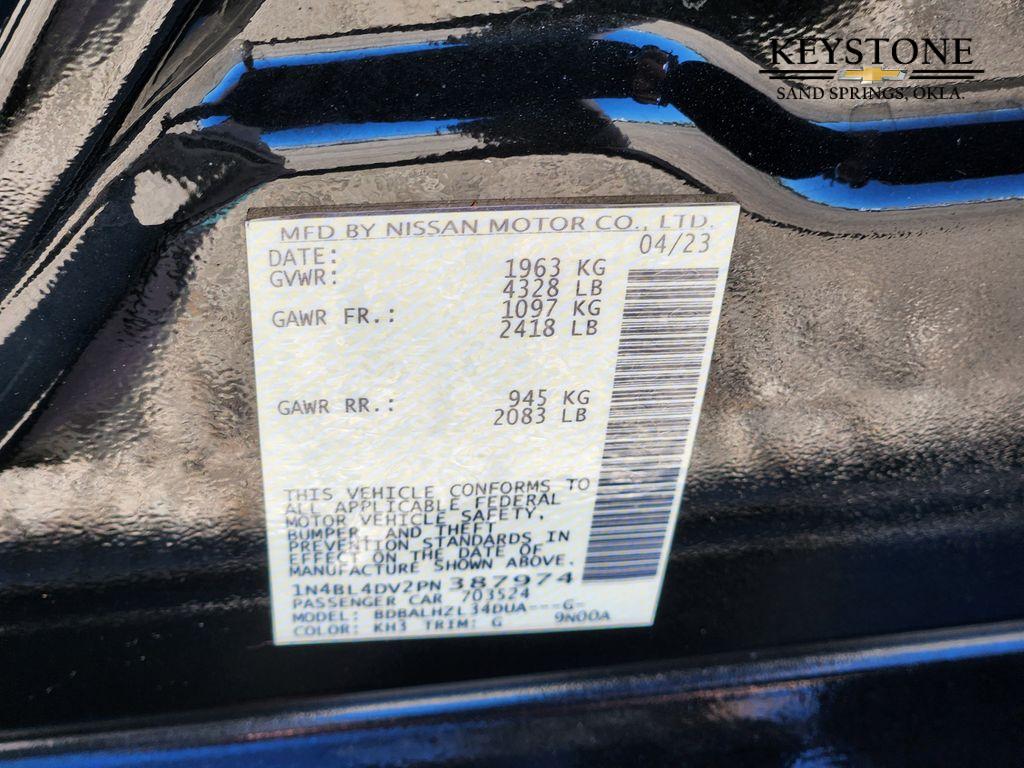 KEYSTONE
SAND SPRINGS, OKLA.
MFD BY NISSAN MOTOR CO., LTD.
DATE: 04/23
GVWR: 1963 KG
4328 LB
GAWR FR.: 1097 KG
2418 LB
GAWR RR.: 945 KG
2083 LB
THIS VEHICLE CONFORMS TO
ALL APPLICABLE FEDERAL
MOTOR VEHICLE SAFETY,
BUMPER, AND THEFT
PREVENTION STANDARDS IN
EFFECT ON THE DATE OF
MANUFACTURE SHOWN ABOVE.
1N4BL4DV2PN 387974
PASSENGER CAR 703524
MODEL: BDBALHZL34DUA---G-
COLOR: KH3 TRIM: G 9N00A